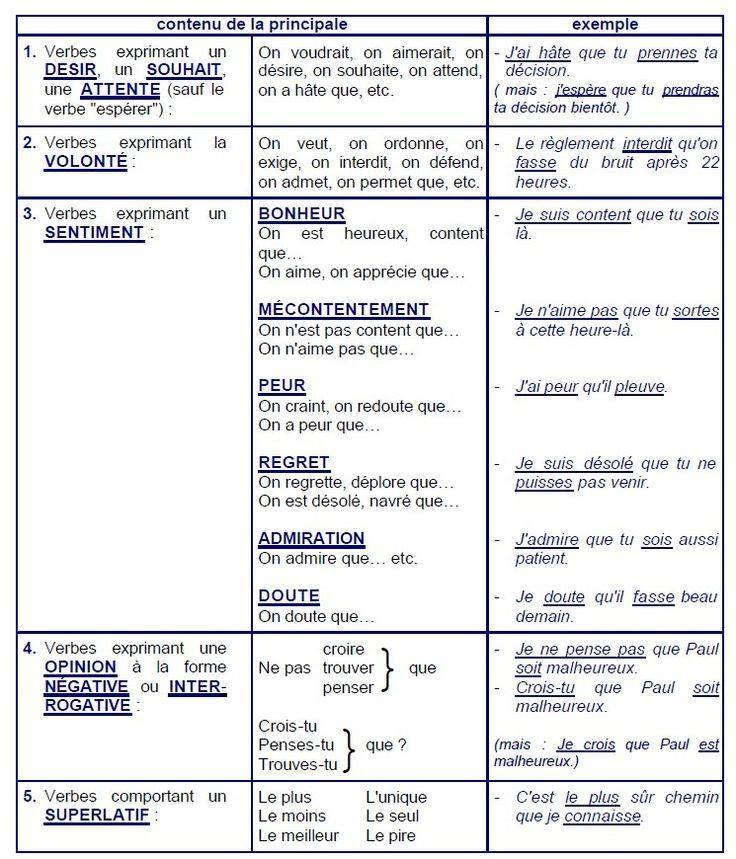 contenu de la principale
exemple
1. Verbes exprimant un
DESIR, un SOUHAIT,
une ATTENTE (sauf le
verbe "espérer") :
On voudrait, on aimerait, on
désire, on souhaite, on attend,
on a hâte que, etc.
- J'ai hâte que tu prennes ta
décision.
( mais : j'espère que tu prendras
ta décision bientôt. )
2. Verbes exprimant la
VOLONTÉ :
On veut, on ordonne, on
exige, on interdit, on défend,
on admet, on permet que, etc.
- Le règlement interdit qu'on
fasse du bruit après 22
heures.
3. Verbes exprimant un
SENTIMENT :
BONHEUR
On est heureux, content
que…
On aime, on apprécie que…
- Je suis content que tu sois
là.
MÉCONTENTEMENT
On n'est pas content que…
On n'aime pas que…
- Je n'aime pas que tu sortes
à cette heure-là.
PEUR
On craint, on redoute que…
On a peur que…
- J'ai peur qu'il pleuve.
REGRET
On regrette, déplore que…
On est désolé, navré que…
- Je suis désolé que tu ne
puisses pas venir.
ADMIRATION
On admire que… etc.
- J'admire que tu sois aussi
patient.
DOUTE
On doute que…
- Je doute qu'il fasse beau
demain.
4. Verbes exprimant une
OPINION à la forme
NÉGATIVE ou INTER-
ROGATIVE :
croire
Ne pas trouver } que
penser
Crois-tu
Penses-tu } que ?
Trouves-tu
- Je ne pense pas que Paul
soit malheureux.
- Crois-tu que Paul soit
malheureux.
(mais : Je crois que Paul est
malheureux.)
5. Verbes comportant un
SUPERLATIF :
Le plus L'unique
Le moins Le seul
Le meilleur Le pire
- C'est le plus sûr chemin
que je connaisse.